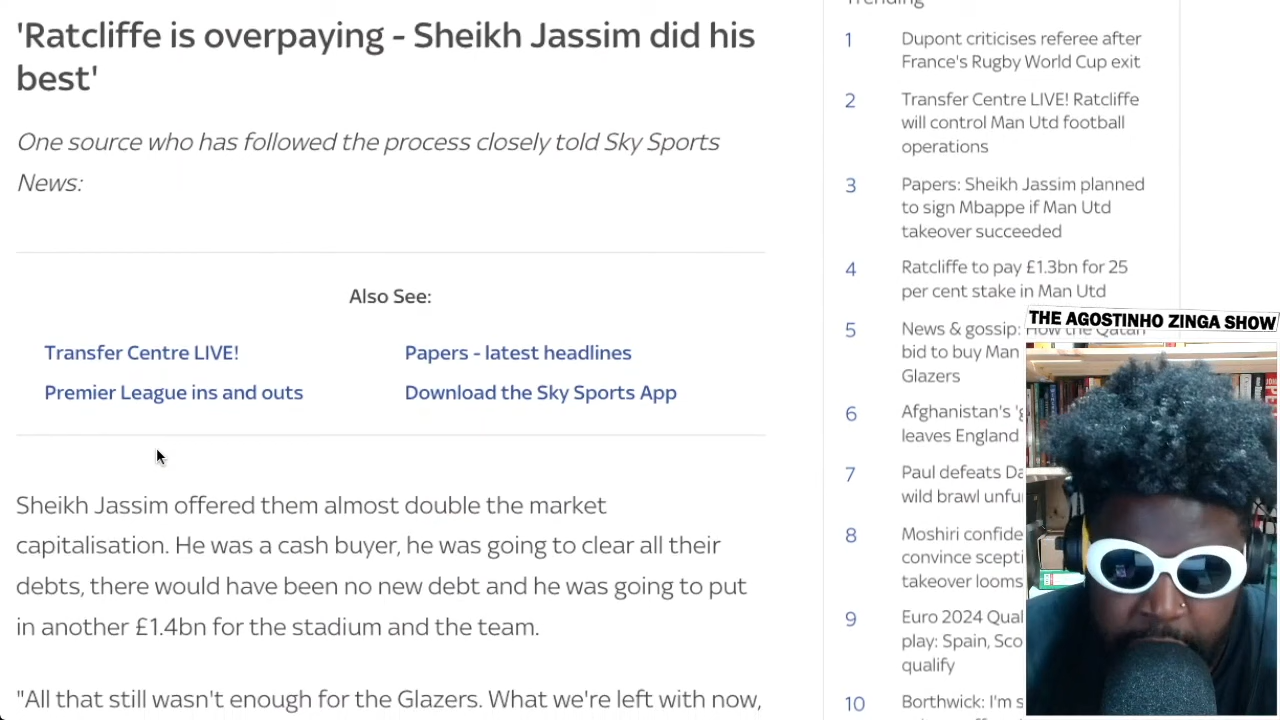 'Ratcliffe is overpaying - Sheikh Jassim did his
best'
One source who has followed the process closely told Sky Sports
News:
Also See:
Transfer Centre LIVE!
Papers - latest headlines
Premier League ins and outs
Download the Sky Sports App
Sheikh Jassim offered them almost double the market
capitalisation. He was a cash buyer, he was going to clear all their
debts, there would have been no new debt and he was going to put
in another £1.4bn for the stadium and the team.
"All that still wasn't enough for the Glazers. What we're left with now,
Trending
1 Dupont criticises referee after
France's Rugby World Cup exit
2 Transfer Centre LIVE! Ratcliffe
will control Man Utd football
operations
3 Papers: Sheikh Jassim planned
to sign Mbappe if Man Utd
takeover succeeded
4 Ratcliffe to pay £1.3bn for 25
per cent stake in Man Utd
5 News & gossip: How the Qatari
bid to buy Man
Glazers
6 Afghanistan's 'g
leaves England
7 Paul defeats Da
wild brawl unfu
8 Moshiri confide
convince scepti
takeover looms
9 Euro 2024 Qual
play: Spain, Sco
qualify
10 Borthwick: I'm s
THE AGOSTINHO ZINGA SHOW